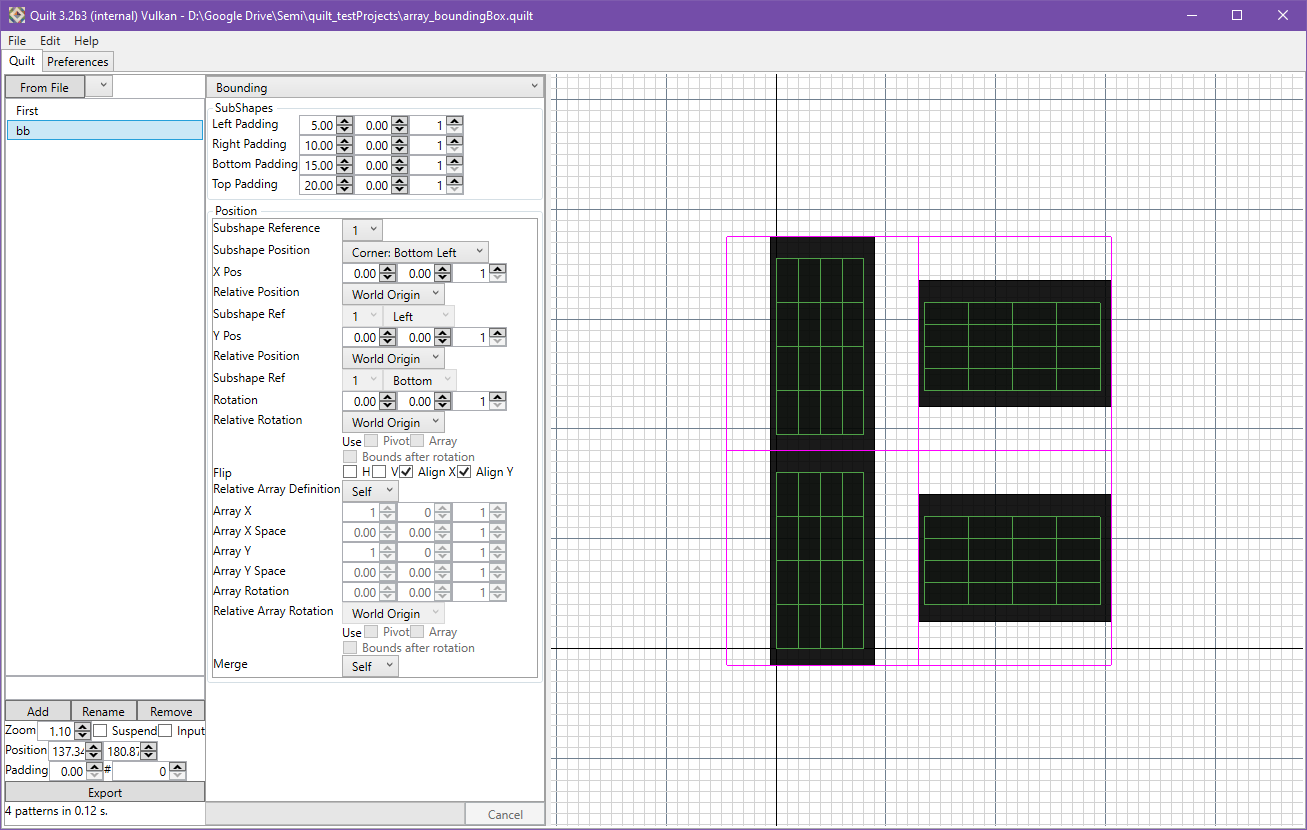 Quilt 3.2b3 (internal) Vulkan - D:\Google Drive\Semi\quilt_testProjects\array_boundingBox.quilt
File Edit Help
Quilt Preferences
From File
First
bb
Bounding
SubShapes
Left Padding 5.00 0.00 1
Right Padding 10.00 0.00 1
Bottom Padding 15.00 0.00 1
Top Padding 20.00 0.00 1
Position
Subshape Reference 1
Subshape Position Corner: Bottom Left
X Pos 0.00 0.00 1
Relative Position World Origin
Subshape Ref 1 Left
Y Pos 0.00 0.00 1
Relative Position World Origin
Subshape Ref 1 Bottom
Rotation 0.00 0.00 1
Relative Rotation World Origin
Use Pivot Array
Bounds after rotation
Flip H V Align X Align Y
Relative Array Definition Self
Array X 1 0 1
Array X Space 0.00 0.00 1
Array Y 1 0 1
Array Y Space 0.00 0.00 1
Array Rotation 0.00 0.00 1
Relative Array Rotation World Origin
Use Pivot Array
Bounds after rotation
Merge Self
Add Rename Remove
Zoom 1.10 Suspend Input
Position 137.34 180.87
Padding 0.00 # 0
Export
4 patterns in 0.12 s.
Cancel